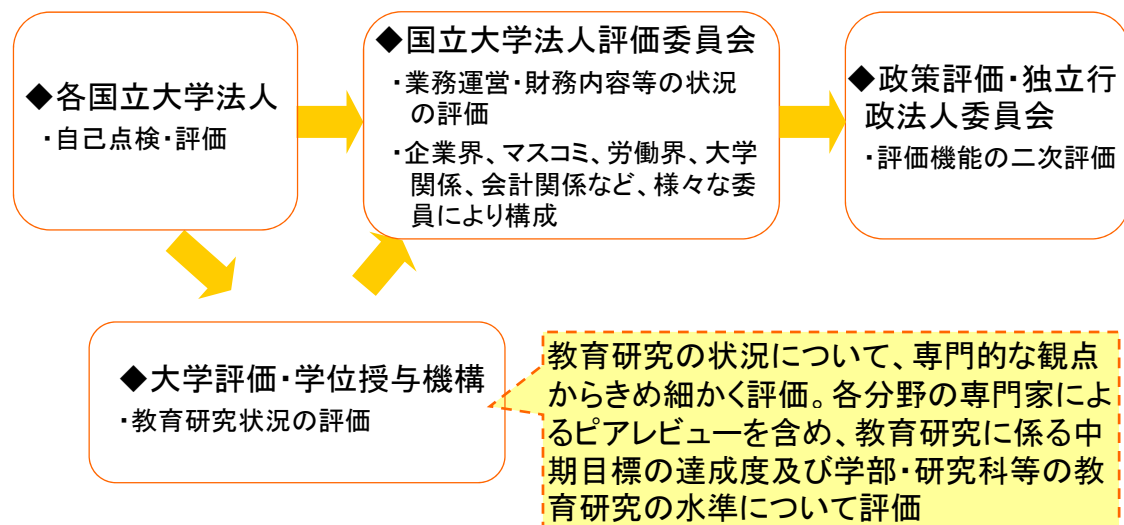 ◆各国立大学法人
・自己点検・評価
◆国立大学法人評価委員会
・業務運営・財務内容等の状況
の評価
・企業界、マスコミ、労働界、大学
関係、会計関係など、様々な委
員により構成
◆政策評価・独立行
政法人委員会
・評価機能の二次評価
◆大学評価・学位授与機構
・教育研究状況の評価
教育研究の状況について、専門的な観点
からきめ細かく評価。各分野の専門家によ
るピアレビューを含め、教育研究に係る中
期目標の達成度及び学部・研究科等の教
育研究の水準について評価